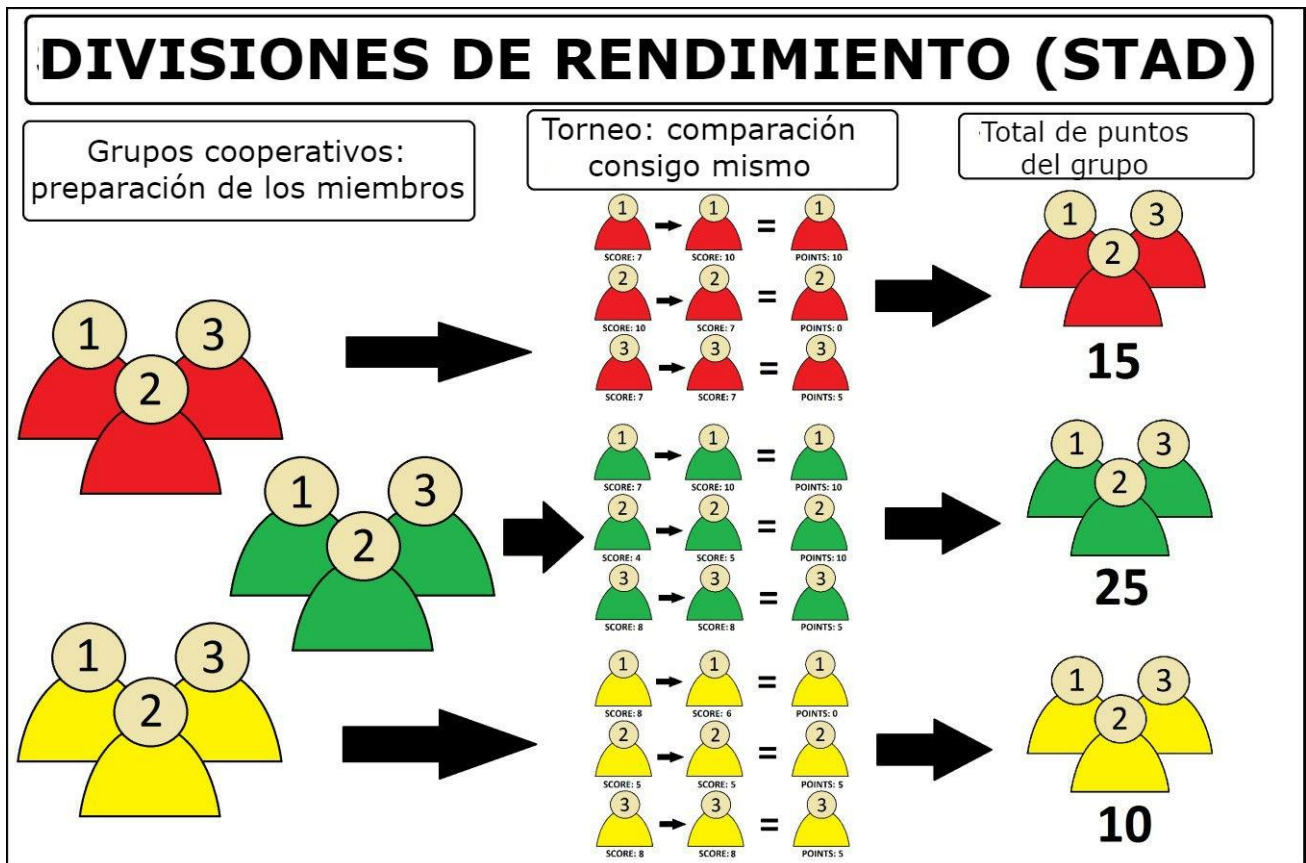 DIVISIONES DE RENDIMIENTO (STAD)
Grupos cooperativos:
preparación de los miembros
Torneo: comparación
consigo mismo
Total de puntos
del grupo
1 3
2
1 3
2
1 3
2
1 1 1
SCORE: 7 SCORE: 10 = POINTS: 10
2 2 2
SCORE: 10 SCORE: 7 = POINTS: 0
3 3 3
SCORE: 7 SCORE: 7 = POINTS: 5
1 1 1
SCORE: 7 SCORE: 10 = POINTS: 10
2 2 2
SCORE: 4 SCORE: 5 = POINTS: 10
3 3 3
SCORE: 8 SCORE: 8 = POINTS: 5
1 1 1
SCORE: 8 SCORE: 6 = POINTS: 0
2 2 2
SCORE: 5 SCORE: 5 = POINTS: 5
3 3 3
SCORE: 8 SCORE: 8 = POINTS: 5
1 3
2
15
1 3
2
25
1 3
2
10